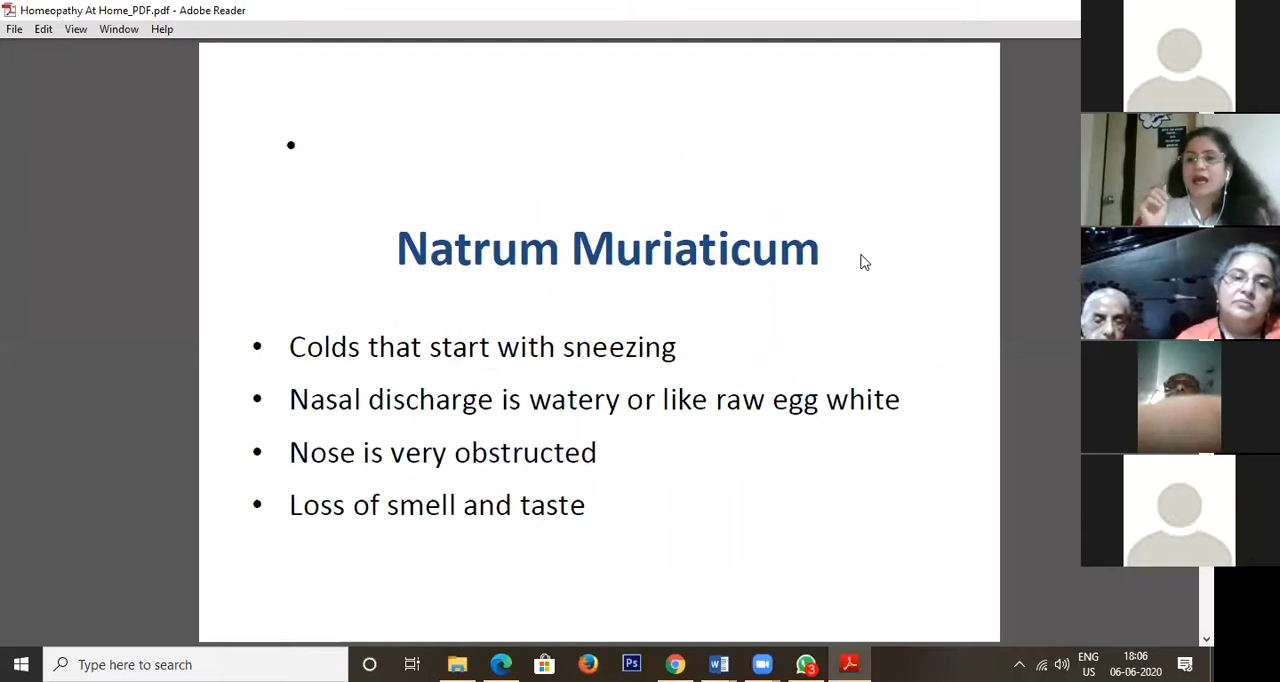 Homeopathy At Home_PDF.pdf - Adobe Reader
File Edit View Window Help
•
Natrum Muriaticum
• Colds that start with sneezing
• Nasal discharge is watery or like raw egg white
• Nose is very obstructed
• Loss of smell and taste
Type here to search
Ps
W
3
ENG
US
18:06
06-06-2020